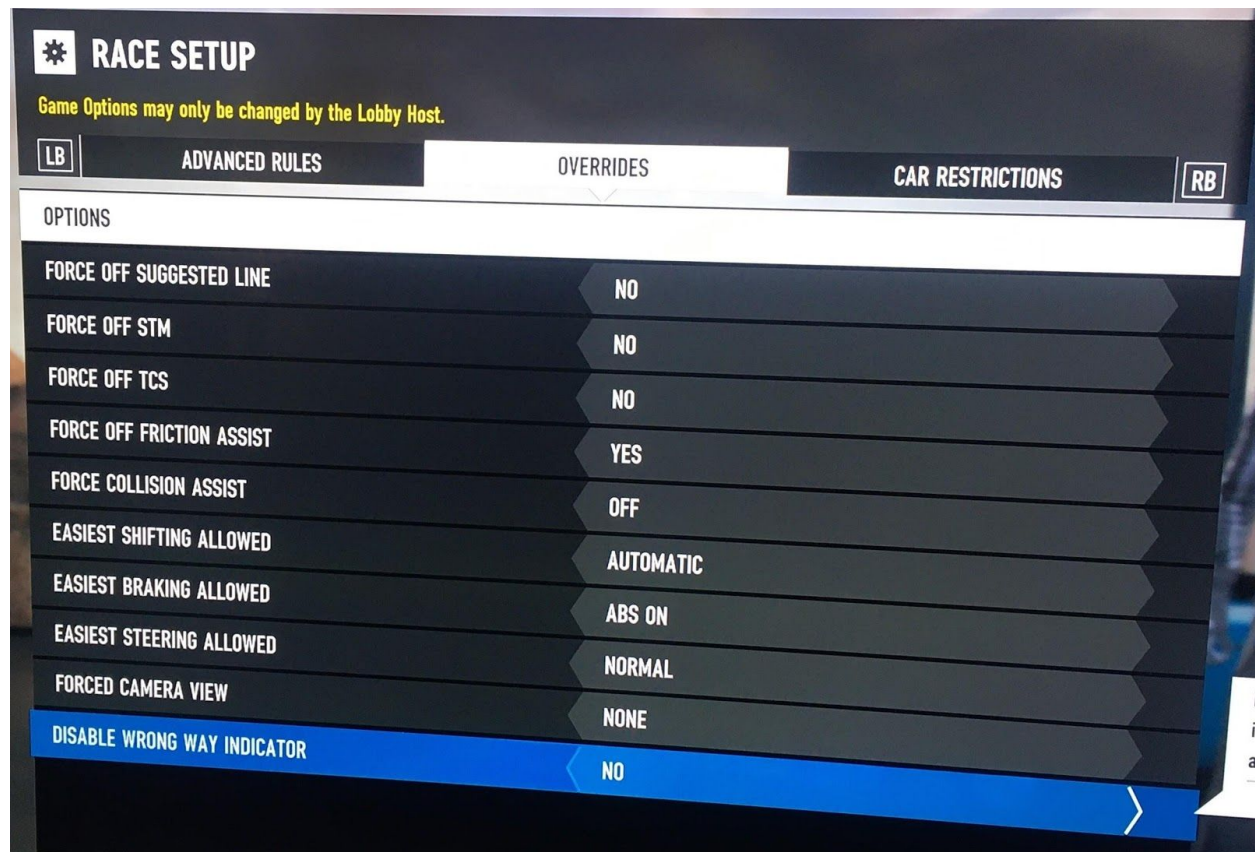 RACE SETUP
Game Options may only be changed by the Lobby Host.
LB ADVANCED RULES OVERRIDES CAR RESTRICTIONS RB
OPTIONS
FORCE OFF SUGGESTED LINE NO
FORCE OFF STM NO
FORCE OFF TCS NO
FORCE OFF FRICTION ASSIST YES
FORCE COLLISION ASSIST OFF
EASIEST SHIFTING ALLOWED AUTOMATIC
EASIEST BRAKING ALLOWED ABS ON
EASIEST STEERING ALLOWED NORMAL
FORCED CAMERA VIEW NONE
DISABLE WRONG WAY INDICATOR NO